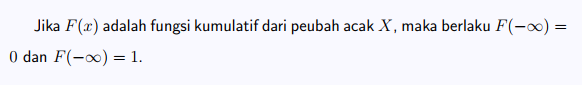 Jika F(x) adalah fungsi kumulatif dari peubah acak X, maka berlaku F(−∞) =
0 dan F(−∞) = 1.